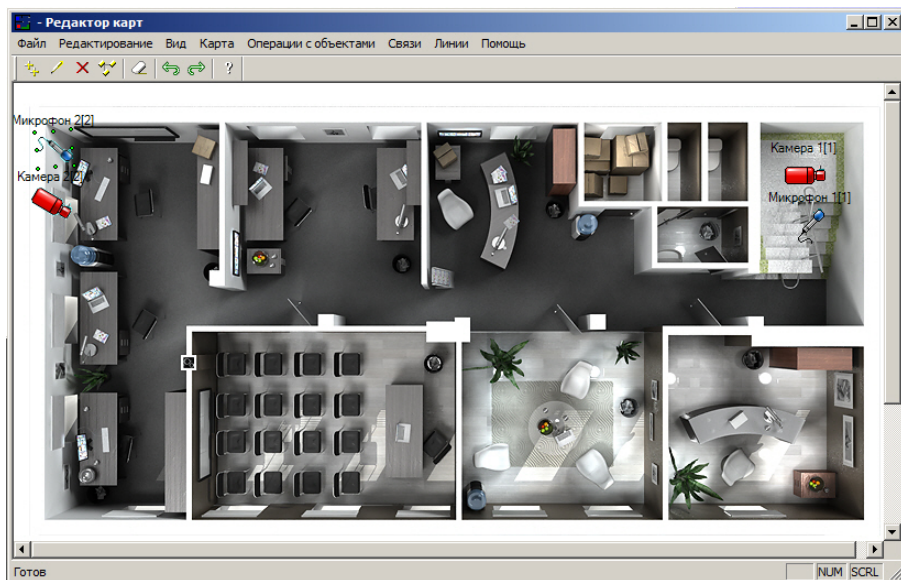 - Редактор карт
Файл Редактирование Вид Карта Операции с объектами Связи Линии Помощь
?
Микрофон 2[2]
Камера 2[2]
Камера 1[1]
Микрофон 1[1]
Готов
NUM SCRL